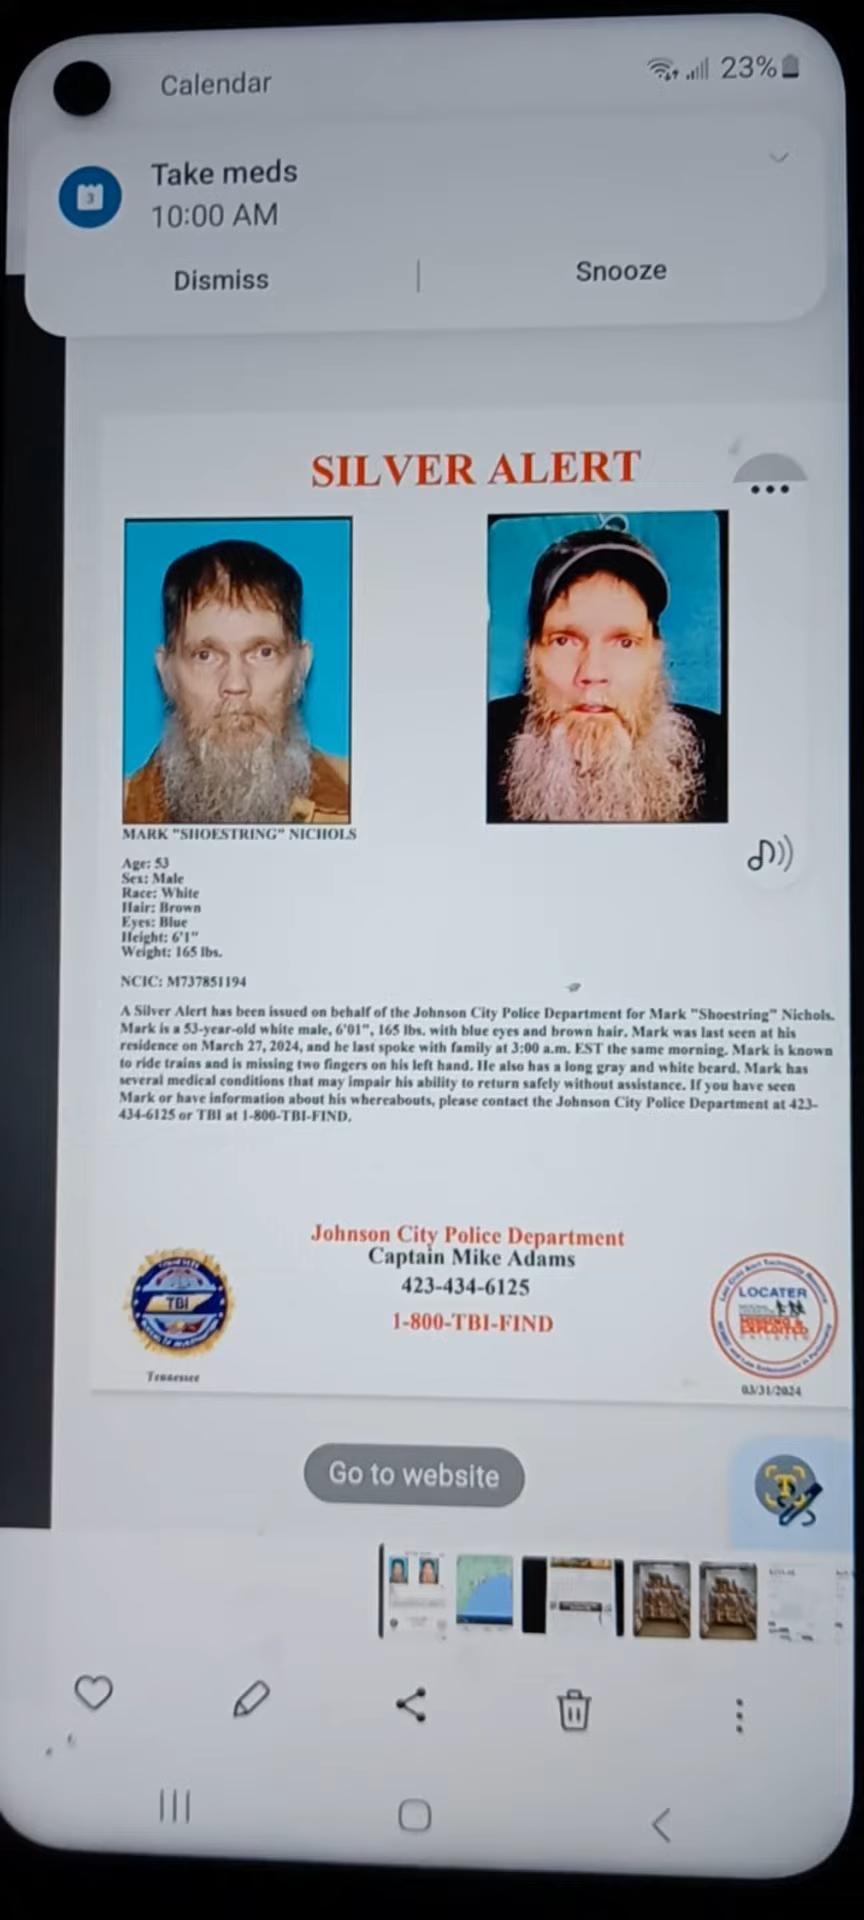 Calendar
23%
3
Take meds
10:00 AM
Dismiss
Snooze
SILVER ALERT
MARK "SHOESTRING" NICHOLS
Age: 53
Sex: Male
Race: White
Hair: Brown
Eyes: Blue
Height: 6'1"
Weight: 165 lbs.
NCIC: M737851194
A Silver Alert has been issued on behalf of the Johnson City Police Department for Mark "Shoestring" Nichols.
Mark is a 53-year-old white male, 6'01", 165 lbs. with blue eyes and brown hair. Mark was last seen at his
residence on March 27, 2024, and he last spoke with family at 3:00 a.m. EST the same morning. Mark is known
to ride trains and is missing two fingers on his left hand. He also has a long gray and white beard. Mark has
several medical conditions that may impair his ability to return safely without assistance. If you have seen
Mark or have information about his whereabouts, please contact the Johnson City Police Department at 423-
434-6125 or TBI at 1-800-TBI-FIND.
Johnson City Police Department
Captain Mike Adams
423-434-6125
1-800-TBI-FIND
TBI
Tennessee
LOCATER
MISSING &
EXPLOITED
CHILDREN
03/31/2024
Go to website
T